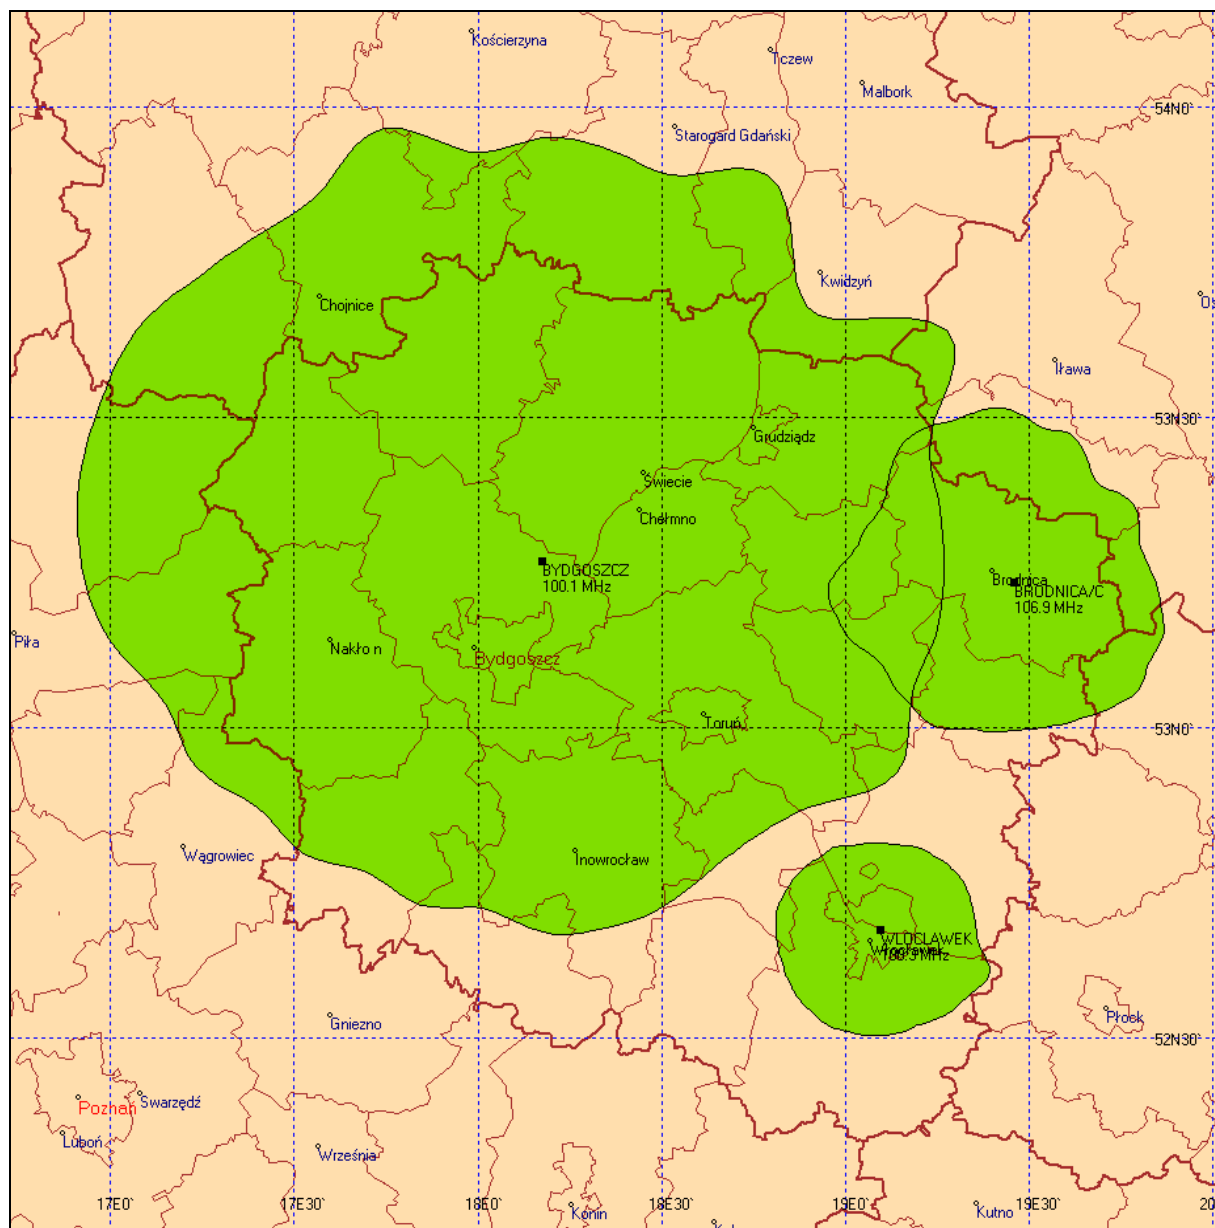 Kościerzyna
Tczew
Malbork
54N0'
Starogard Gdański
Kwidzyń
Chojnice
Iława
53N30'
Grudziądz
Świecie
Chełmno
BYDGOSZCZ
100.1 MHz
Brodnica
BRODNICA/C
106.9 MHz
Piła
Nakło n
Bydgoszcz
Toruń
53N0'
Wągrowiec
Inowrocław
WLOCLAWEK
Włocławek
Gniezno
Płock
52N30'
Poznań
Swarzędź
Luboń
Września
17E0
17E30
18E0
18E30
19E0
19E30
20
Konin
Kutno